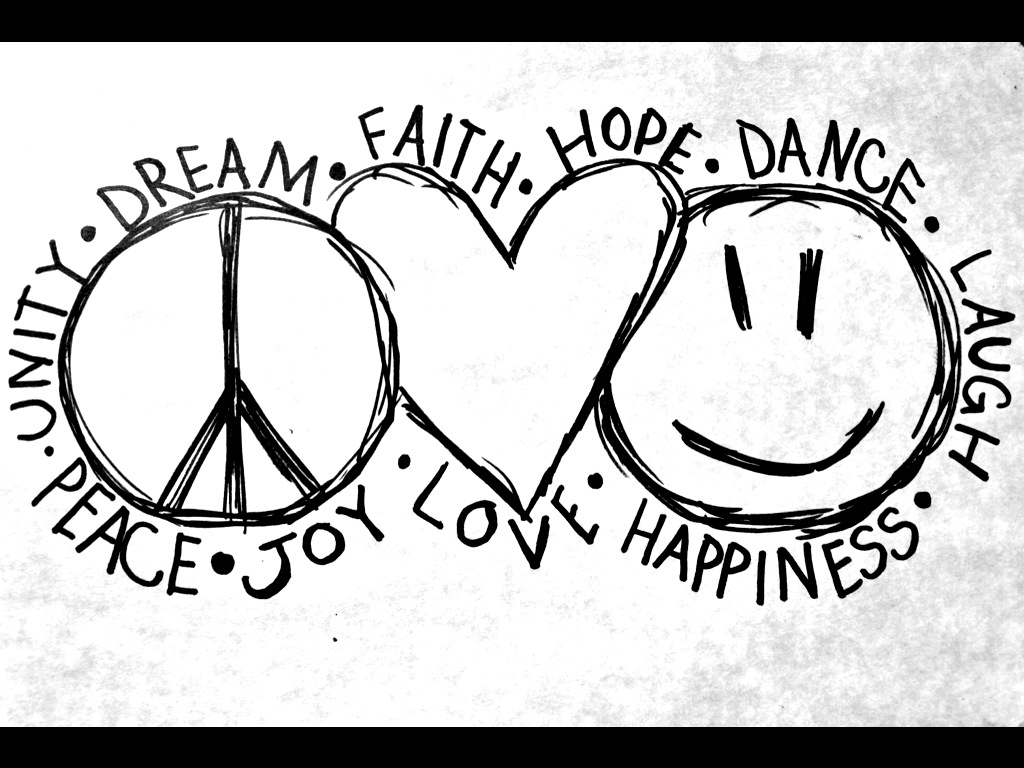 UNITY · DREAM · FAITH · HOPE · DANCE · LAUGH ·
PEACE · JOY · LOVE · HAPPINESS ·